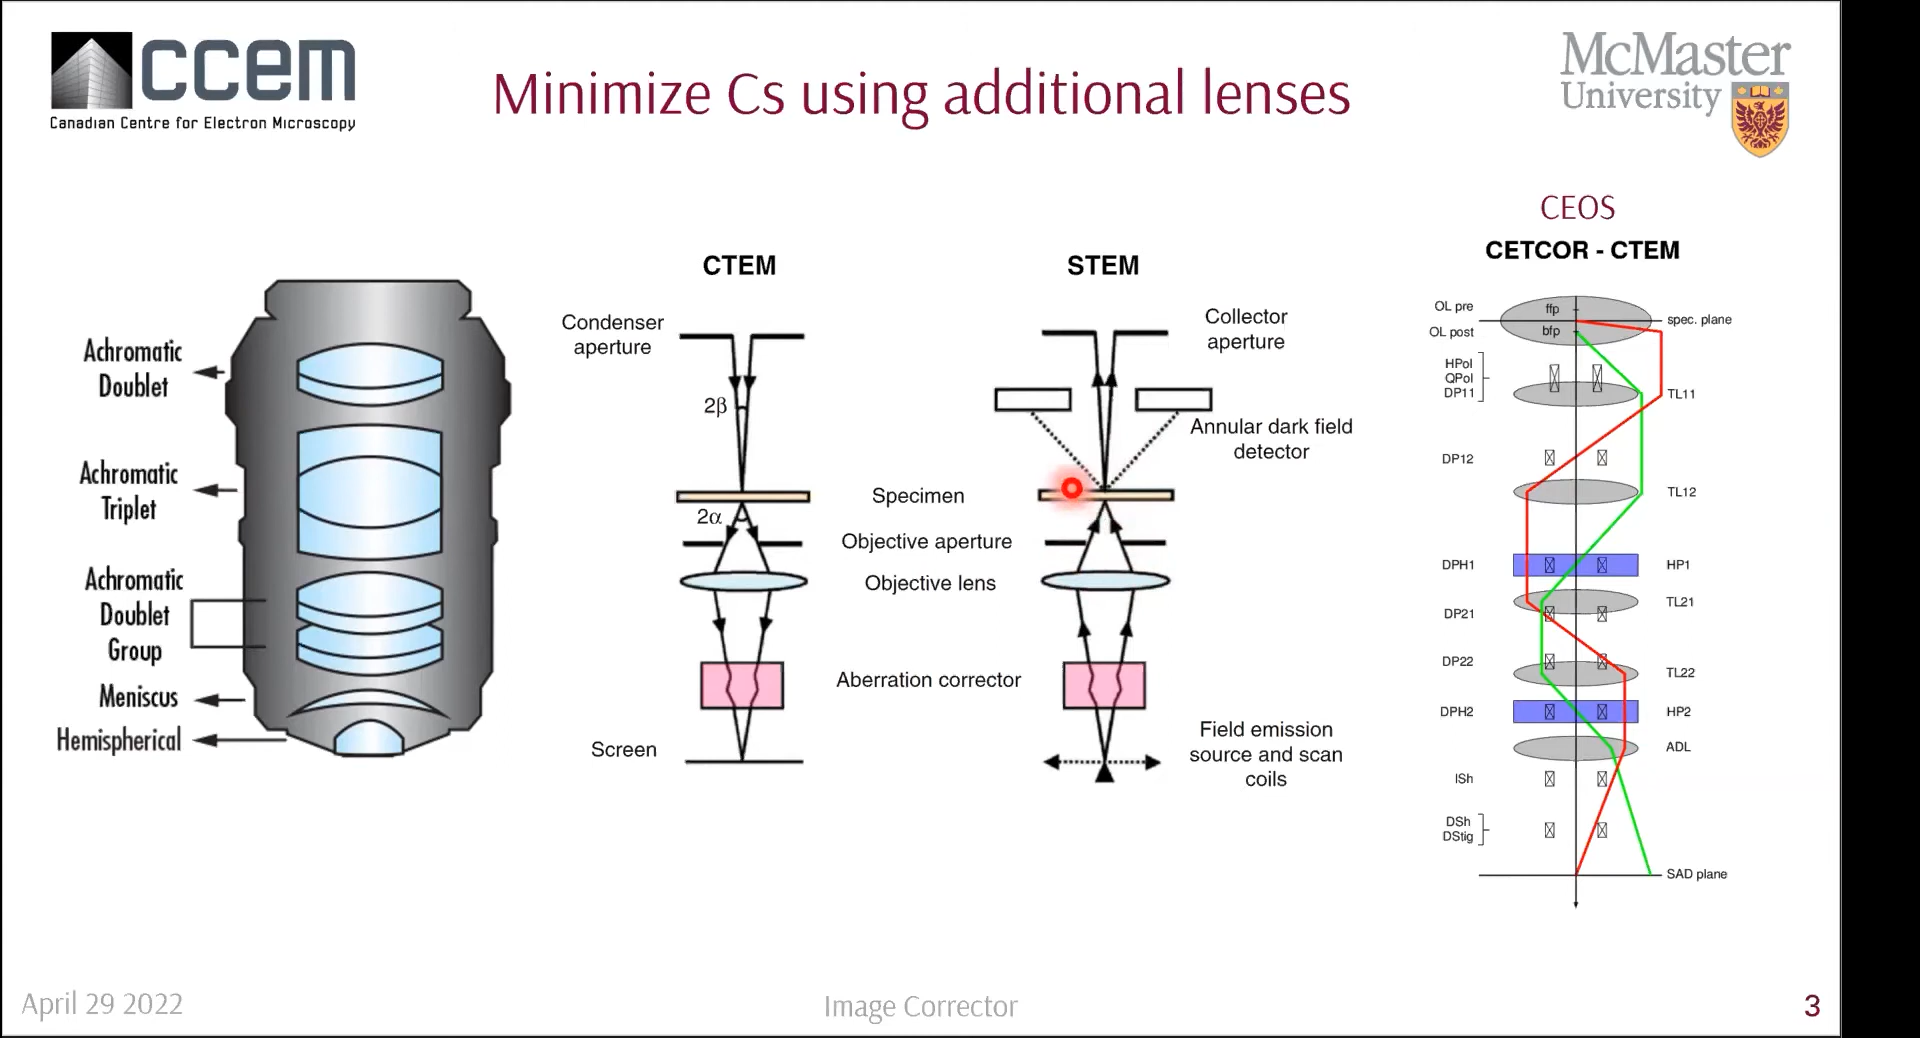 ccem
Canadian Centre for Electron Microscopy
Minimize Cs using additional lenses
McMaster
University
Achromatic
Doublet
Achromatic
Triplet
Achromatic
Doublet
Group
Meniscus
Hemispherical
CTEM
Condenser
aperture
2β
2α
Screen
Specimen
Objective aperture
Objective lens
Aberration corrector
STEM
Collector
aperture
Annular dark field
detector
Field emission
source and scan
coils
CEOS
CETCOR - CTEM
OL pre
ffp
spec. plane
OL post
bfp
HPol
QPol
DP11
TL11
DP12
TL12
DPH1
HP1
TL21
DP21
DP22
TL22
DPH2
HP2
ADL
ISh
DSh
DStig
SAD plane
April 29 2022
Image Corrector
3